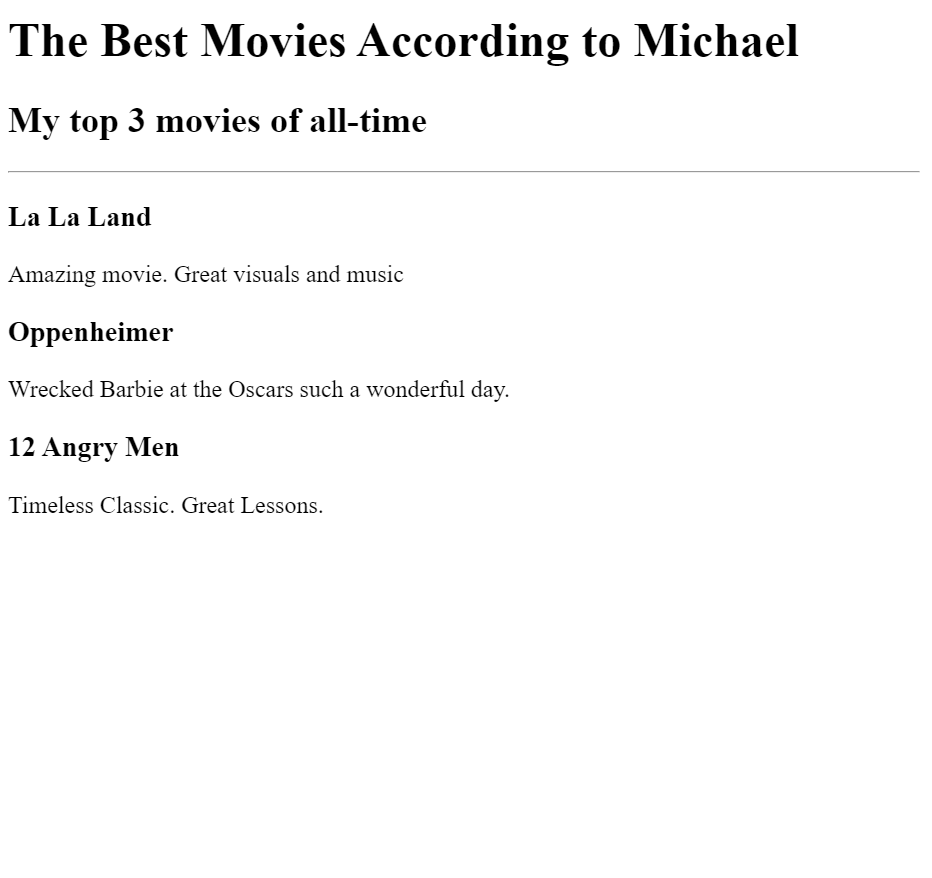 The Best Movies According to Michael
My top 3 movies of all-time
La La Land
Amazing movie. Great visuals and music
Oppenheimer
Wrecked Barbie at the Oscars such a wonderful day.
12 Angry Men
Timeless Classic. Great Lessons.